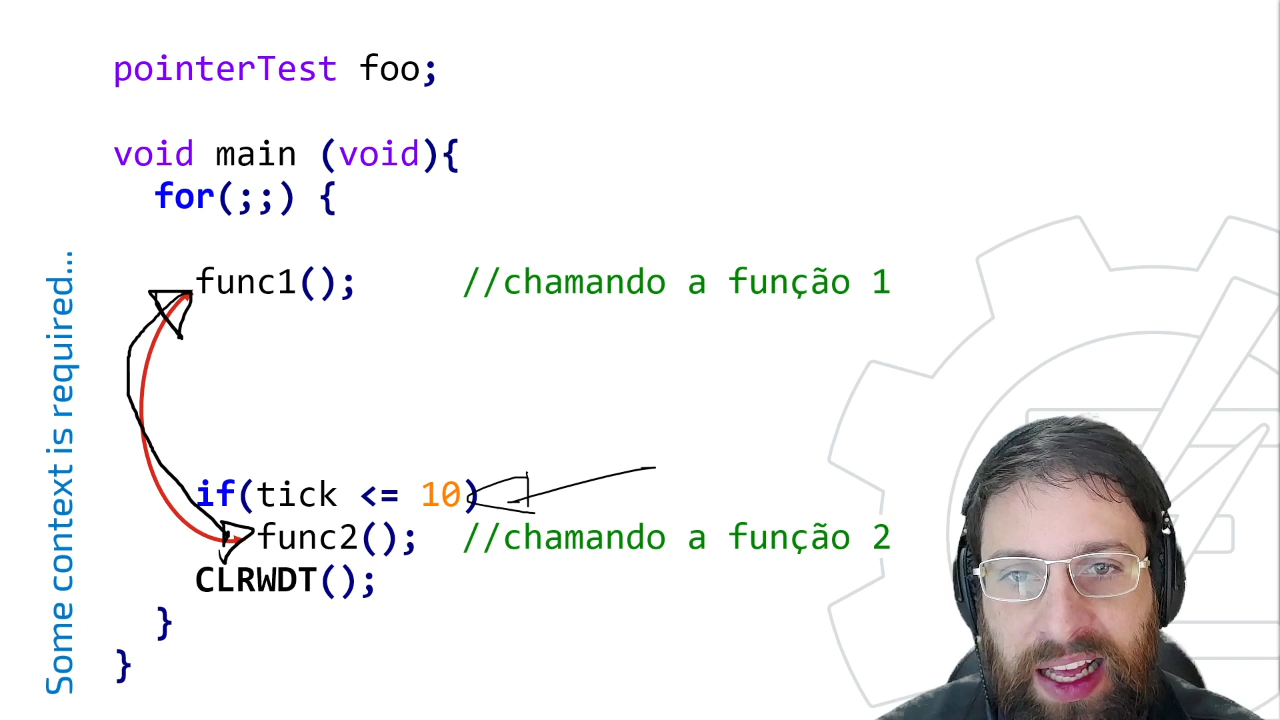 pointerTest foo;
void main (void){
for(;;) {
func1(); //chamando a função 1
if(tick <= 10)
func2(); //chamando a função 2
CLRWDT();
}
}
Some context is required...